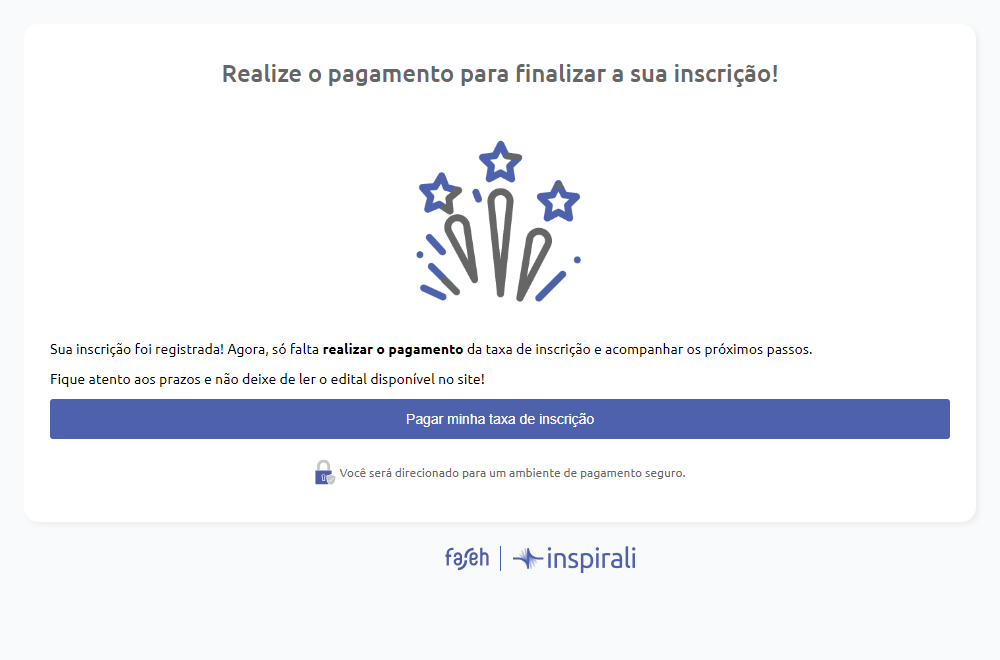 Realize o pagamento para finalizar a sua inscrição!
Sua inscrição foi registrada! Agora, só falta realizar o pagamento da taxa de inscrição e acompanhar os próximos passos.
Fique atento aos prazos e não deixe de ler o edital disponível no site!
Pagar minha taxa de inscrição
Você será direcionado para um ambiente de pagamento seguro.
faseh | inspirali